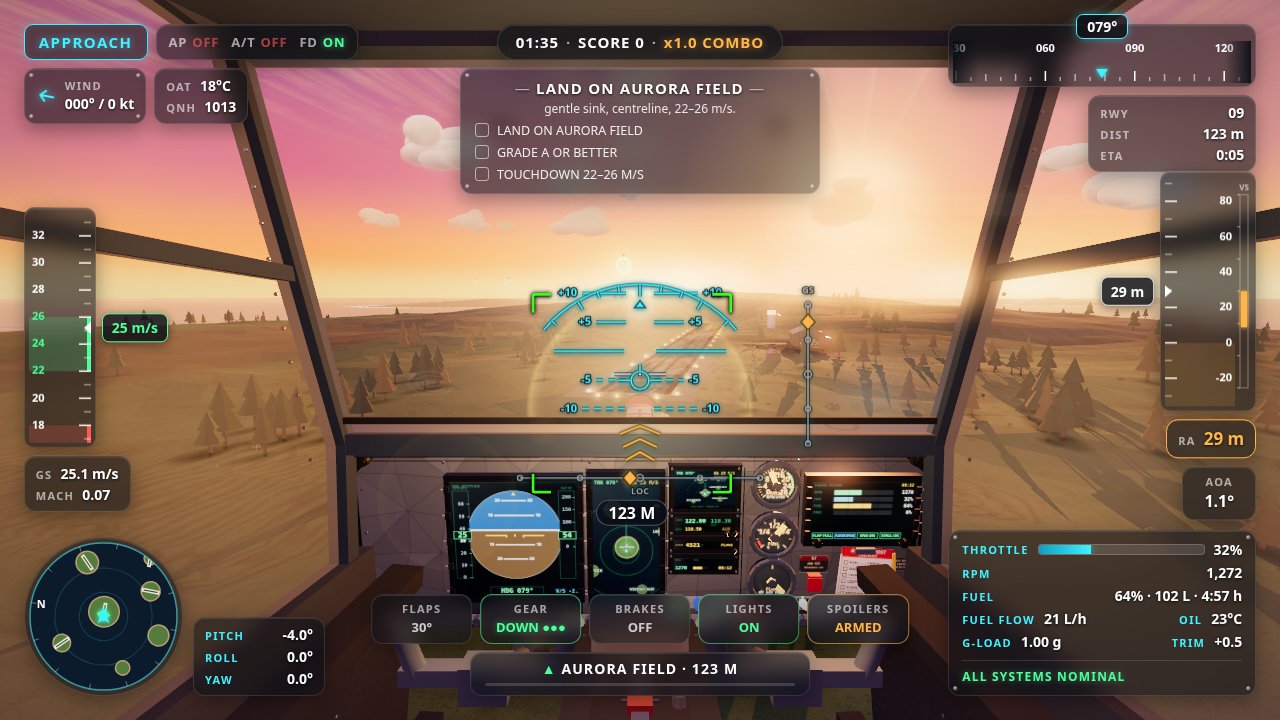 APPROACH
AP OFF A/T OFF FD ON
01:35 · SCORE 0 · x1.0 COMBO
079°
30 060 090 120
WIND
000° / 0 kt
OAT 18°C
QNH 1013
— LAND ON AURORA FIELD —
gentle sink, centreline, 22–26 m/s.
LAND ON AURORA FIELD
GRADE A OR BETTER
TOUCHDOWN 22–26 M/S
RWY 09
DIST 123 m
ETA 0:05
VS
80
60
40
20
0
-20
29 m
RA 29 m
AOA
1.1°
32
30
28
26
24
22
20
18
25 m/s
GS 25.1 m/s
MACH 0.07
+10 +10
+5 +5
-5 -5
-10 -10
GS
LOC
123 M
HDG 079°
N
PITCH -4.0°
ROLL 0.0°
YAW 0.0°
FLAPS
30°
GEAR
DOWN ●●●
BRAKES
OFF
LIGHTS
ON
SPOILERS
ARMED
▲ AURORA FIELD · 123 M
THROTTLE 32%
RPM 1,272
FUEL 64% · 102 L · 4:57 h
FUEL FLOW 21 L/h OIL 23°C
G-LOAD 1.00 g TRIM +0.5
ALL SYSTEMS NOMINAL